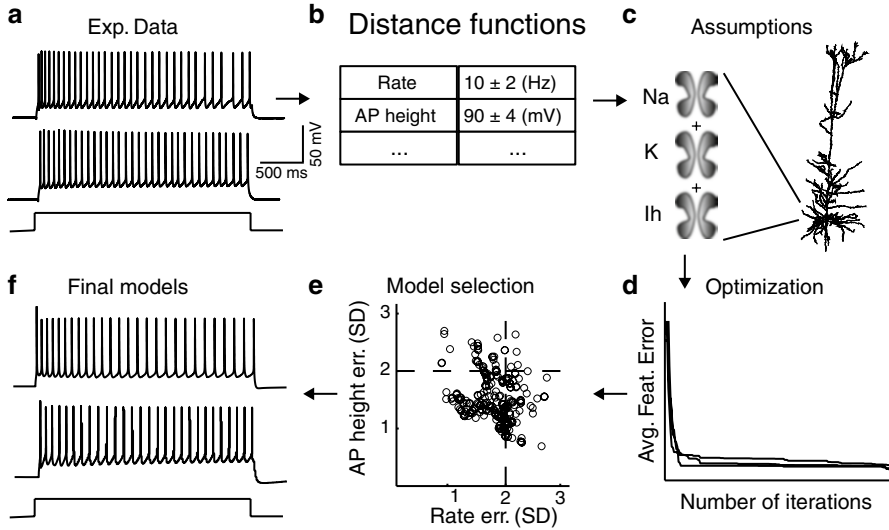 a
Exp. Data
50 mV
500 ms
b
Distance functions
Rate
10 ± 2 (Hz)
AP height
90 ± 4 (mV)
...
...
c
Assumptions
Na
+
K
+
Ih
f
Final models
e
Model selection
AP height err. (SD)
3
2
1
1
2
3
Rate err. (SD)
d
Optimization
Avg. Feat. Error
Number of iterations